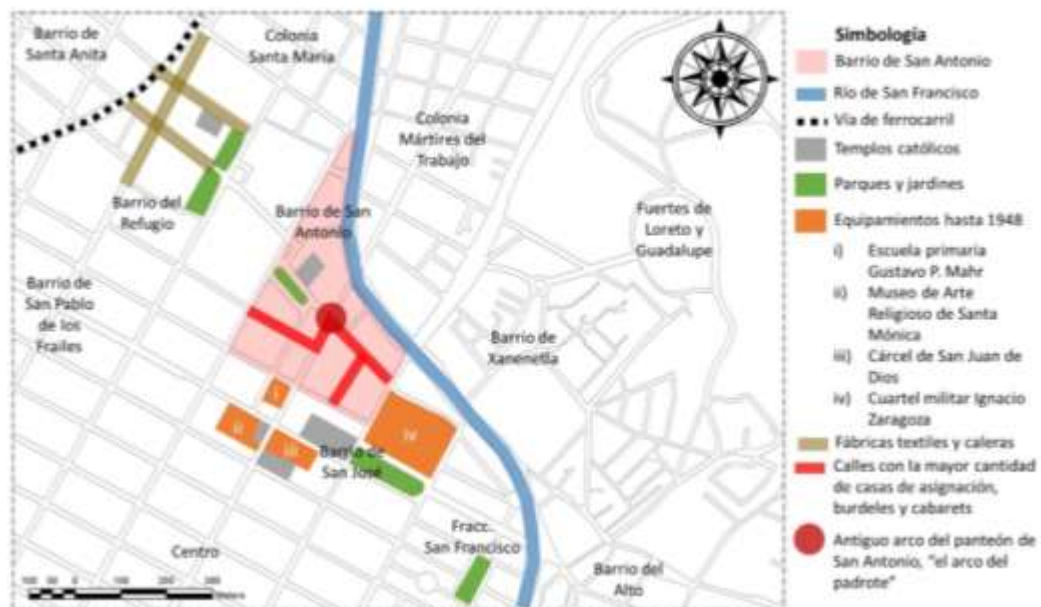 Barrio de
Santa Anita
Colonia
Santa María
Colonia
Mártires del
Trabajo
Barrio del
Refugio
Barrio de San
Antonio
Fuertes de
Loreto y
Guadalupe
Barrio de
San Pablo
de los
Frailes
Barrio de
Xanenetla
i
ii
iii
iv
Barrio de
San José
Centro
Fracc.
San Francisco
Barrio del
Alto
100 50 0 100 200 300
Simbología
Barrio de San Antonio
Río de San Francisco
Vía de ferrocarril
Templos católicos
Parques y jardines
Equipamientos hasta 1948
i) Escuela primaria
Gustavo P. Mahr
ii) Museo de Arte
Religioso de Santa
Mónica
iii) Cárcel de San Juan de
Dios
iv) Cuartel militar Ignacio
Zaragoza
Fábricas textiles y caleras
Calles con la mayor cantidad
de casas de asignación,
burdeles y cabarets
Antiguo arco del panteón de
San Antonio, "el arco del
padrote"